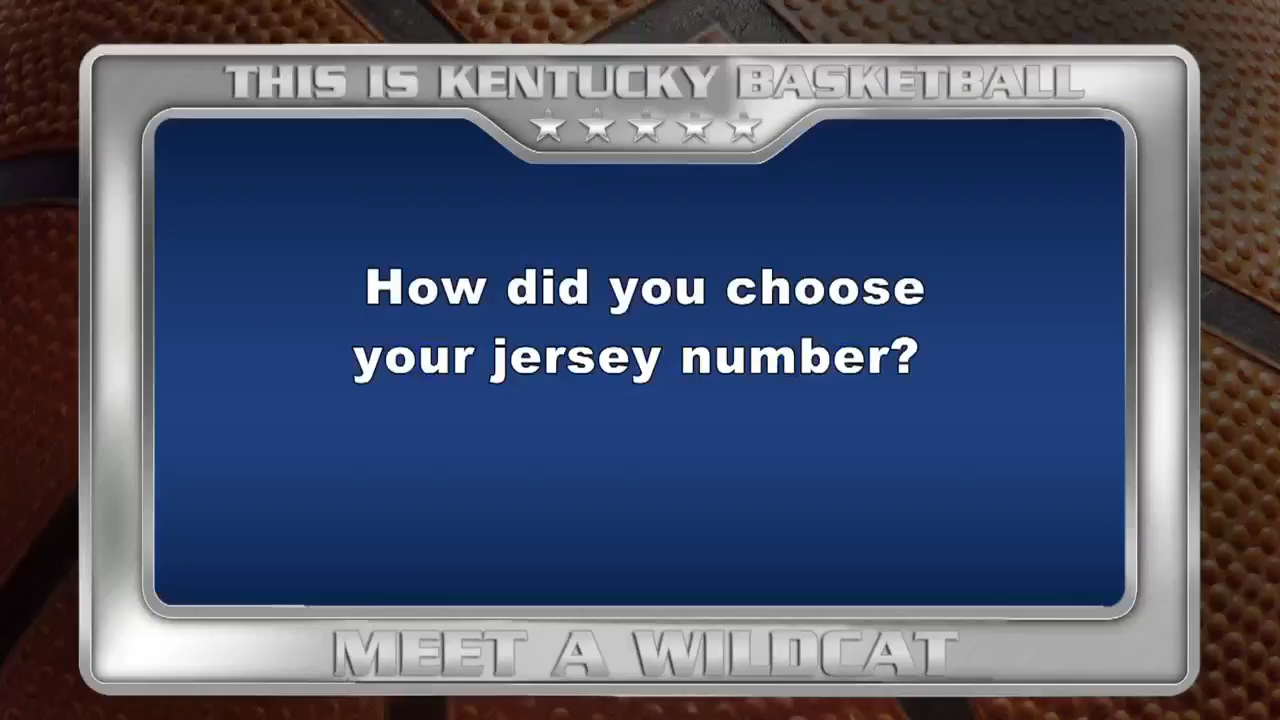 THIS IS KENTUCKY BASKETBALL
How did you choose
your jersey number?
MEET A WILDCAT